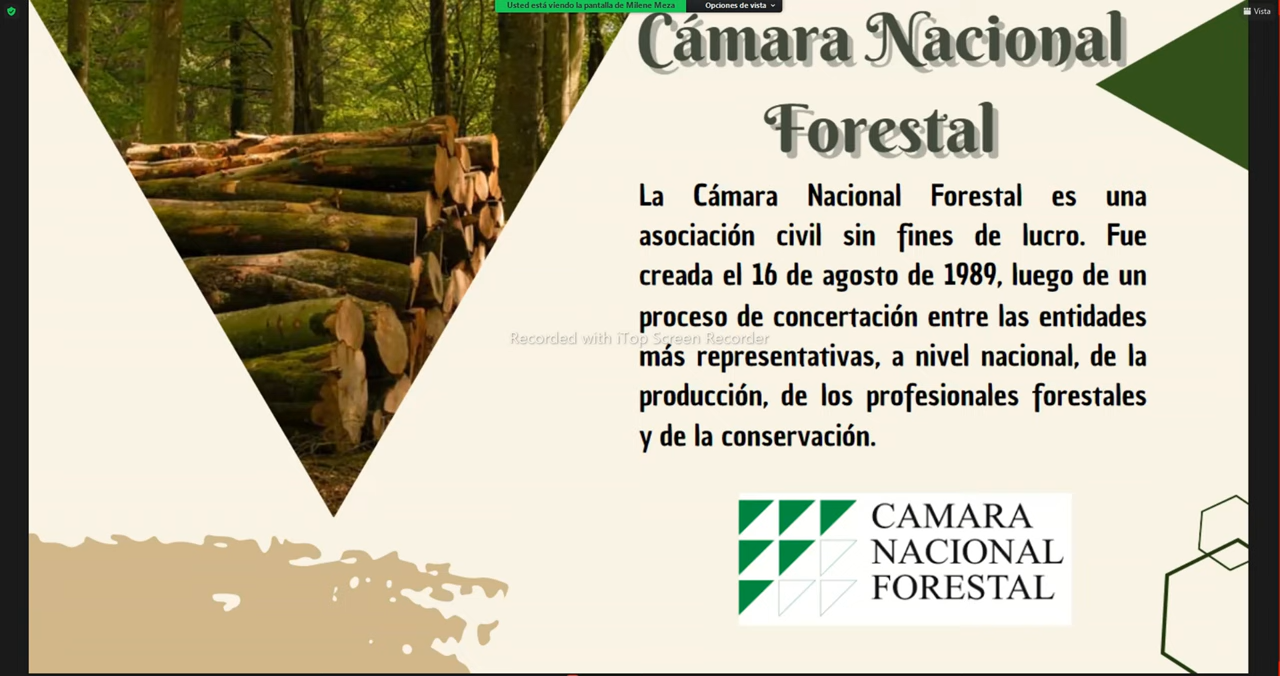 Usted está viendo la pantalla de Milene Meza
Opciones de vista
Vista
Cámara Nacional
Forestal
La Cámara Nacional Forestal es una
asociación civil sin fines de lucro. Fue
creada el 16 de agosto de 1989, luego de un
proceso de concertación entre las entidades
más representativas, a nivel nacional, de la
producción, de los profesionales forestales
y de la conservación.
Recorded with iTop Screen Recorder
CAMARA
NACIONAL
FORESTAL